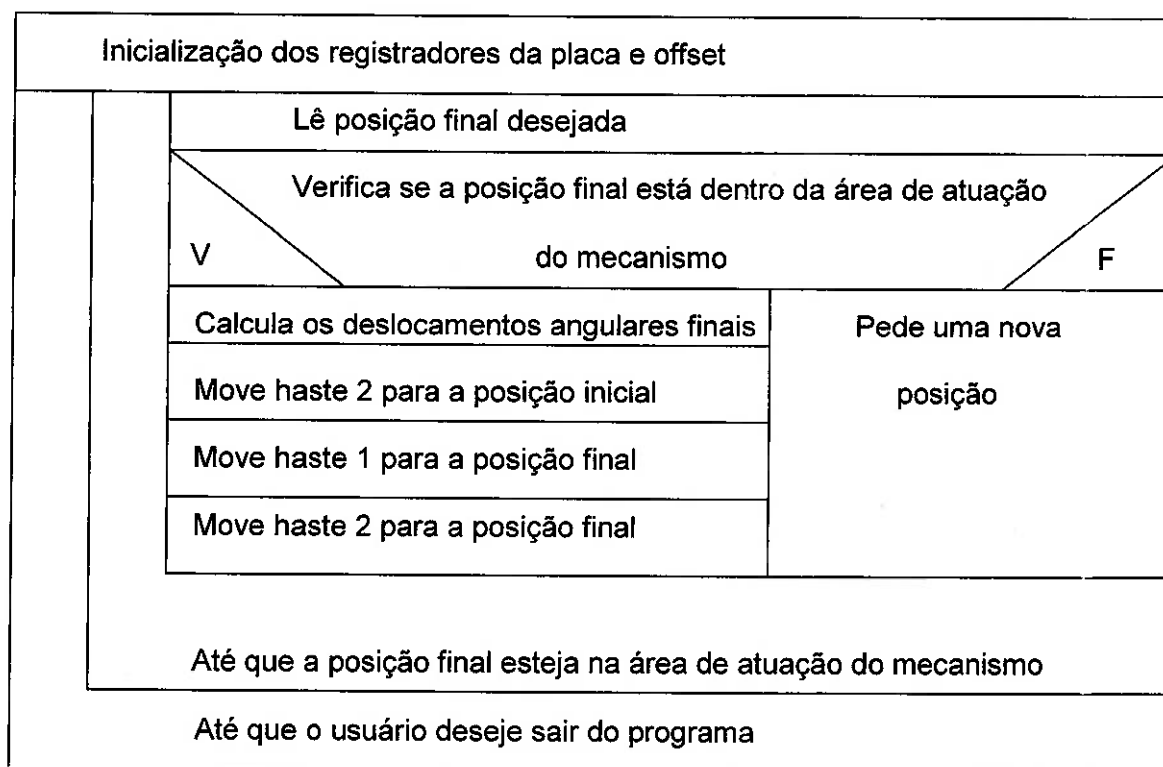 Inicialização dos registradores da placa e offset
Lê posição final desejada
Verifica se a posição final está dentro da área de atuação
do mecanismo
V
F
Calcula os deslocamentos angulares finais
Move haste 2 para a posição inicial
Move haste 1 para a posição final
Move haste 2 para a posição final
Pede uma nova
posição
Até que a posição final esteja na área de atuação do mecanismo
Até que o usuário deseje sair do programa